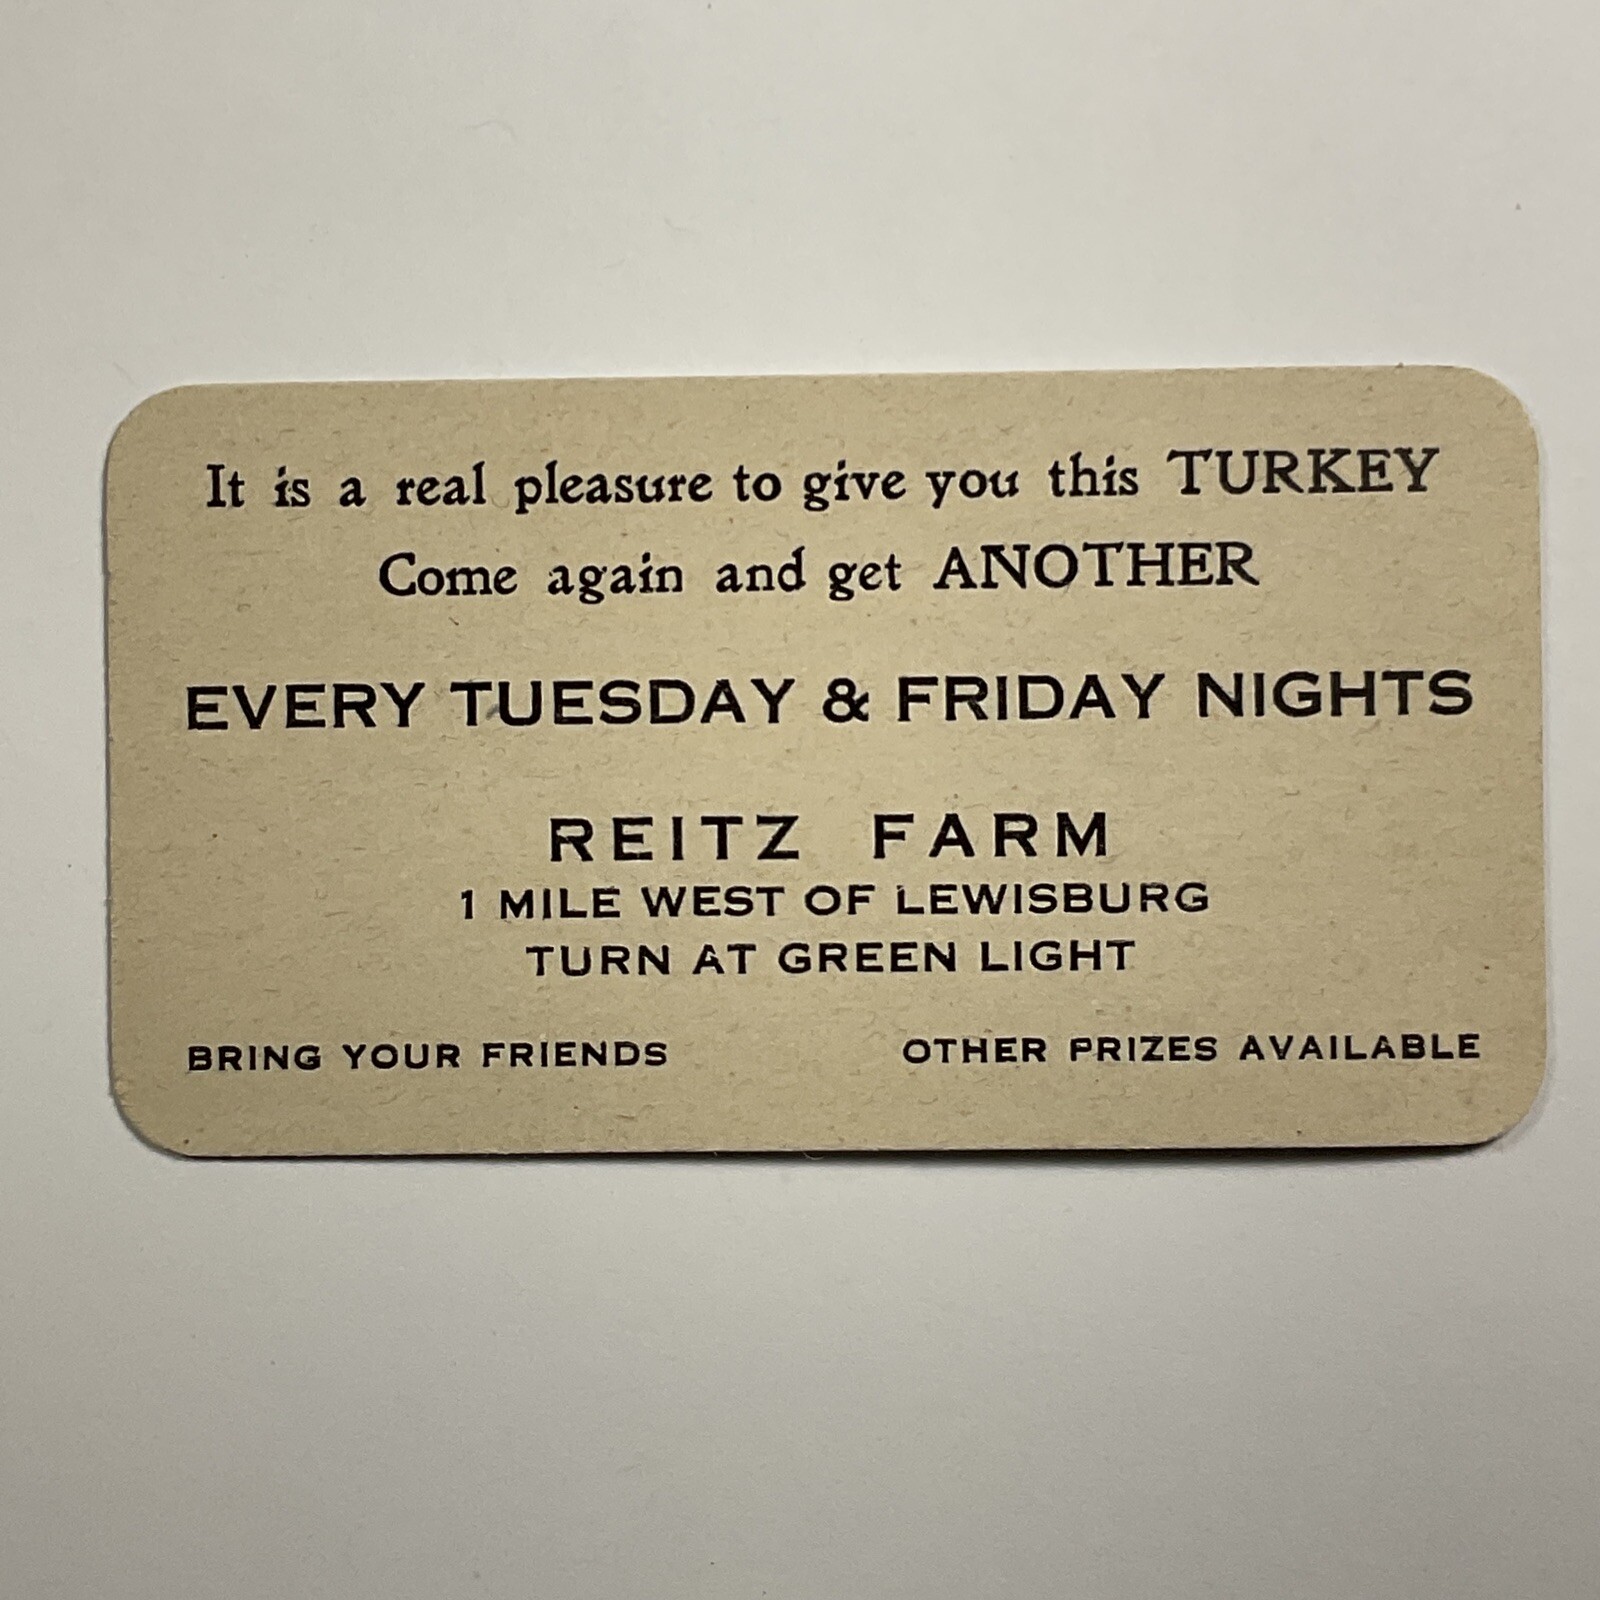 It is a real pleasure to give you this TURKEY
Come again and get ANOTHER
EVERY TUESDAY & FRIDAY NIGHTS
REITZ FARM
1 MILE WEST OF LEWISBURG
TURN AT GREEN LIGHT
BRING YOUR FRIENDS OTHER PRIZES AVAILABLE